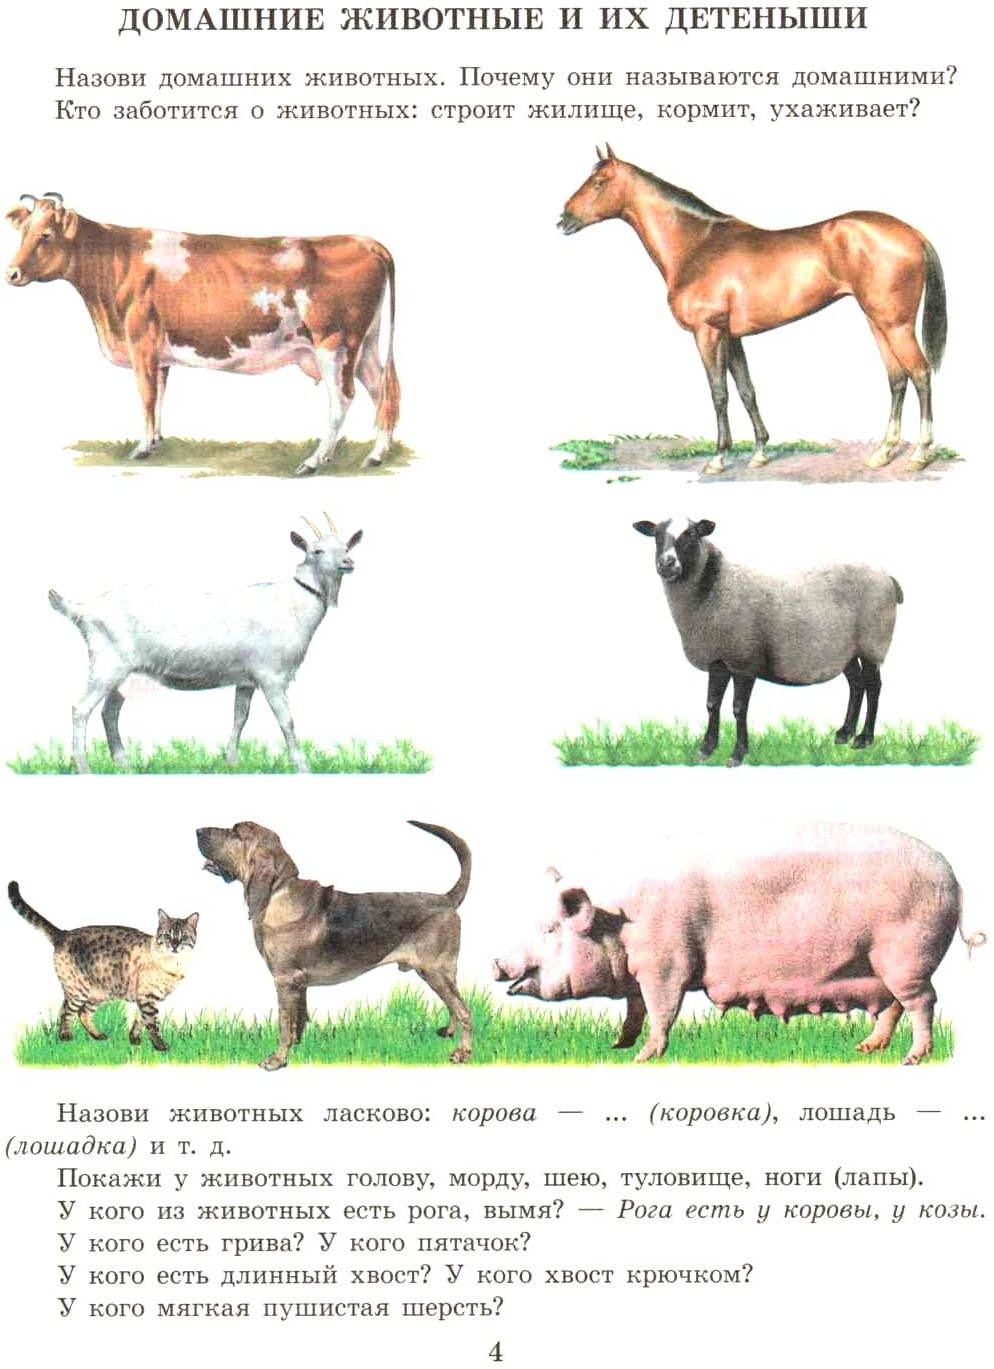 ДОМАШНИЕ ЖИВОТНЫЕ И ИХ ДЕТЕНЫШИ
Назови домашних животных. Почему они называются домашними?
Кто заботится о животных: строит жилище, кормит, ухаживает?
Назови животных ласково: корова — ... (коровка), лошадь — ...
(лошадка) и т. д.
Покажи у животных голову, морду, шею, туловище, ноги (лапы).
У кого из животных есть рога, вымя? — Рога есть у коровы, у козы.
У кого есть грива? У кого пятачок?
У кого есть длинный хвост? У кого хвост крючком?
У кого мягкая пушистая шерсть?
4